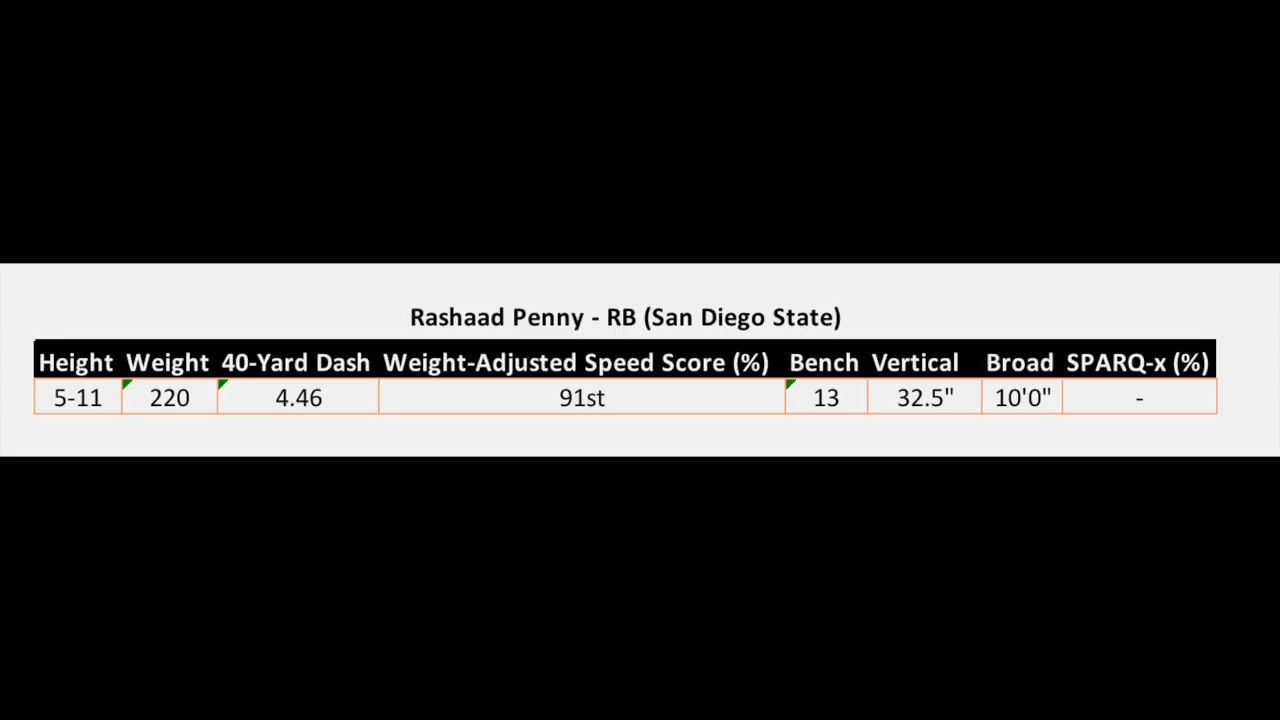 Rashaad Penny - RB (San Diego State)
Height Weight 40-Yard Dash Weight-Adjusted Speed Score (%) Bench Vertical Broad SPARQ-x (%)
5-11 220 4.46 91st 13 32.5" 10'0" -